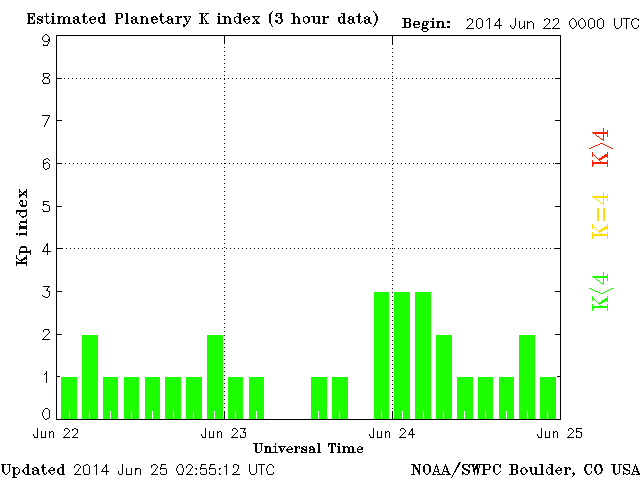 Estimated Planetary K index (3 hour data) Begin: 2014 Jun 22 0000 UTC
9
8
7
6
5
4
3
2
1
0
Kp index
K>4
K=4
K<4
Jun 22 Jun 23 Jun 24 Jun 25
Universal Time
Updated 2014 Jun 25 02:55:12 UTC NOAA/SWPC Boulder, CO USA